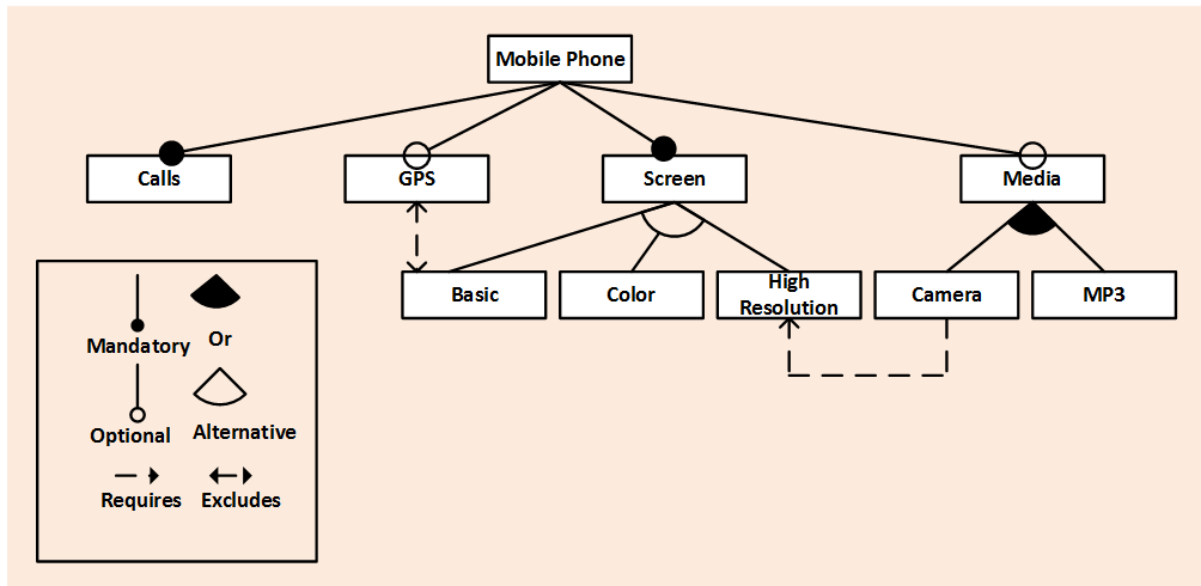 Mobile Phone
Calls
GPS
Screen
Media
Basic
Color
High
Resolution
Camera
MP3
Mandatory
Or
Optional
Alternative
Requires
Excludes